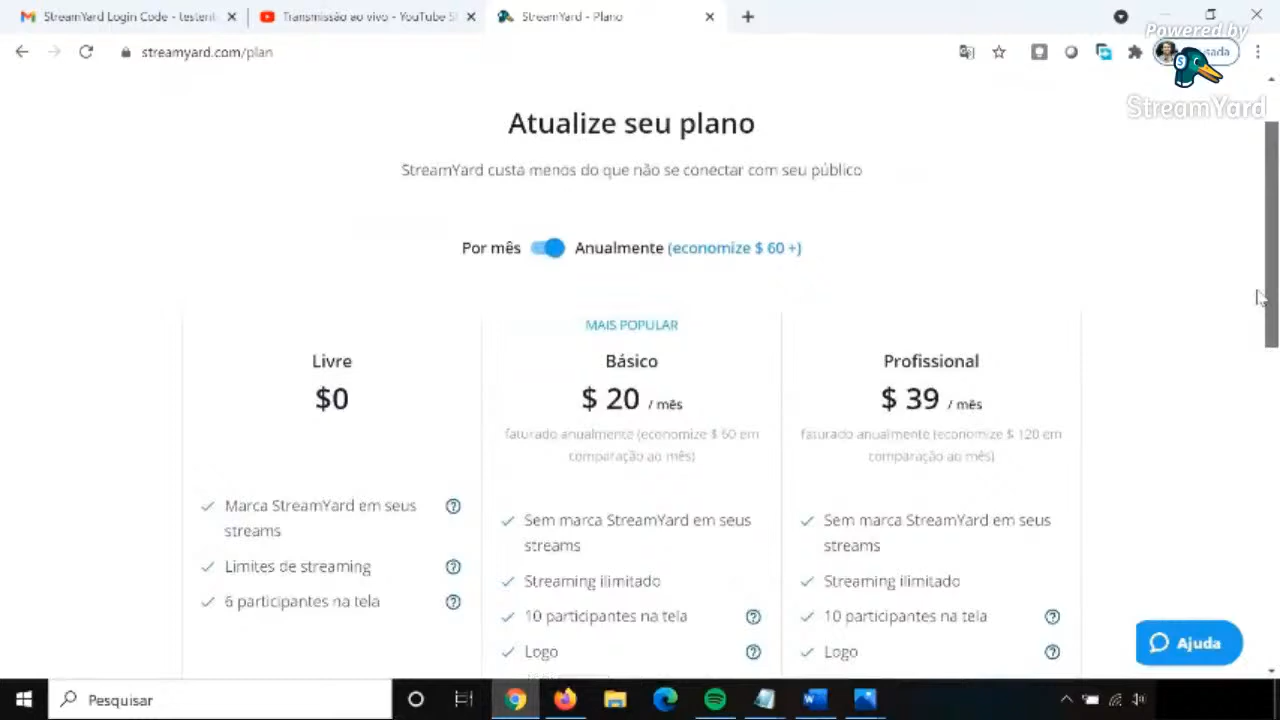 StreamYard Login Code - testent
Transmissão ao vivo - YouTube S
StreamYard - Plano
streamyard.com/plan
Powered by
StreamYard
Atualize seu plano
StreamYard custa menos do que não se conectar com seu público
Por mês
Anualmente (economize $ 60 +)
Livre
$0
Marca StreamYard em seus
streams
Limites de streaming
6 participantes na tela
MAIS POPULAR
Básico
$ 20 / mês
faturado anualmente (economize $ 60 em
comparação ao mês)
Sem marca StreamYard em seus
streams
Streaming ilimitado
10 participantes na tela
Logo
Profissional
$ 39 / mês
faturado anualmente (economize $ 120 em
comparação ao mês)
Sem marca StreamYard em seus
streams
Streaming ilimitado
10 participantes na tela
Logo
Ajuda
Pesquisar